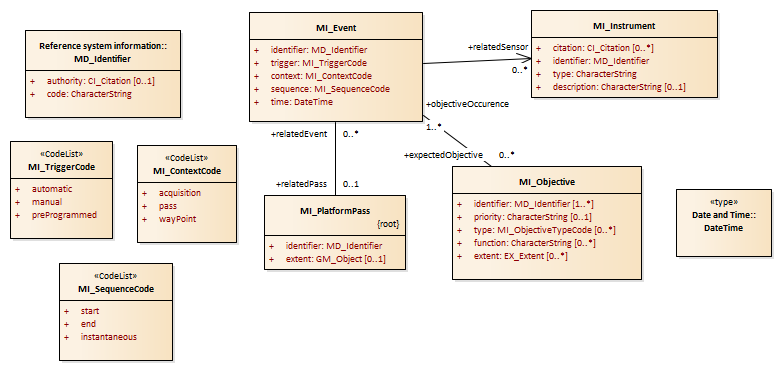 Reference system information::
MD_Identifier
+ authority: CI_Citation [0..1]
+ code: CharacterString
MI_Event
+ identifier: MD_Identifier
+ trigger: MI_TriggerCode
+ context: MI_ContextCode
+ sequence: MI_SequenceCode
+ time: DateTime
+relatedSensor
0..*
MI_Instrument
+ citation: CI_Citation [0..*]
+ identifier: MD_Identifier
+ type: CharacterString
+ description: CharacterString [0..1]
+objectiveOccurence
1..*
+relatedEvent
0..*
+expectedObjective
0..*
+relatedPass
0..1
«CodeList»
MI_TriggerCode
+ automatic
+ manual
+ preProgrammed
«CodeList»
MI_ContextCode
+ acquisition
+ pass
+ wayPoint
MI_PlatformPass
{root}
+ identifier: MD_Identifier
+ extent: GM_Object [0..1]
MI_Objective
+ identifier: MD_Identifier [1..*]
+ priority: CharacterString [0..1]
+ type: MI_ObjectiveTypeCode [0..*]
+ function: CharacterString [0..*]
+ extent: EX_Extent [0..*]
«type»
Date and Time::
DateTime
«CodeList»
MI_SequenceCode
+ start
+ end
+ instantaneous